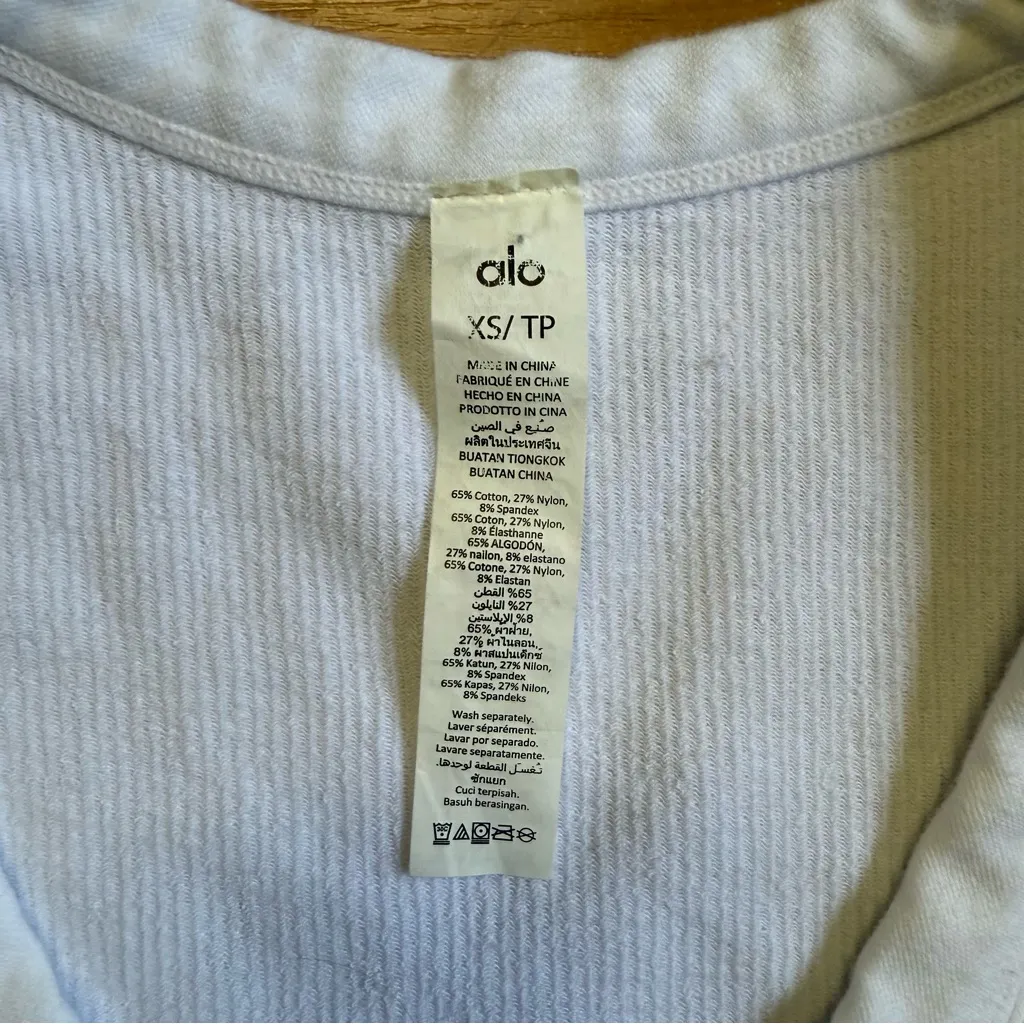 alo
XS/ TP
MADE IN CHINA
FABRIQUÉ EN CHINE
HECHO EN CHINA
PRODOTTO IN CINA
صُنِع في الصين
ผลิตในประเทศจีน
BUATAN TIONGKOK
BUATAN CHINA
65% Cotton, 27% Nylon,
8% Spandex
65% Coton, 27% Nylon,
8% Élasthanne
65% ALGODÓN,
27% nailon, 8% elastano
65% Cotone, 27% Nylon,
8% Elastan
65% القطن
27% النايلون
8% الإيلاستين
65% ผ้าฝ้าย,
27% ผ้าไนลอน,
8% ผ้าสแปนเด็กซ์
65% Katun, 27% Nilon,
8% Spandex
65% Kapas, 27% Nilon,
8% Spandeks
Wash separately.
Laver séparément.
Lavar por separado.
Lavare separatamente.
تُغسَل القطعة لوحدها.
ซักแยก
Cuci terpisah.
Basuh berasingan.
30C